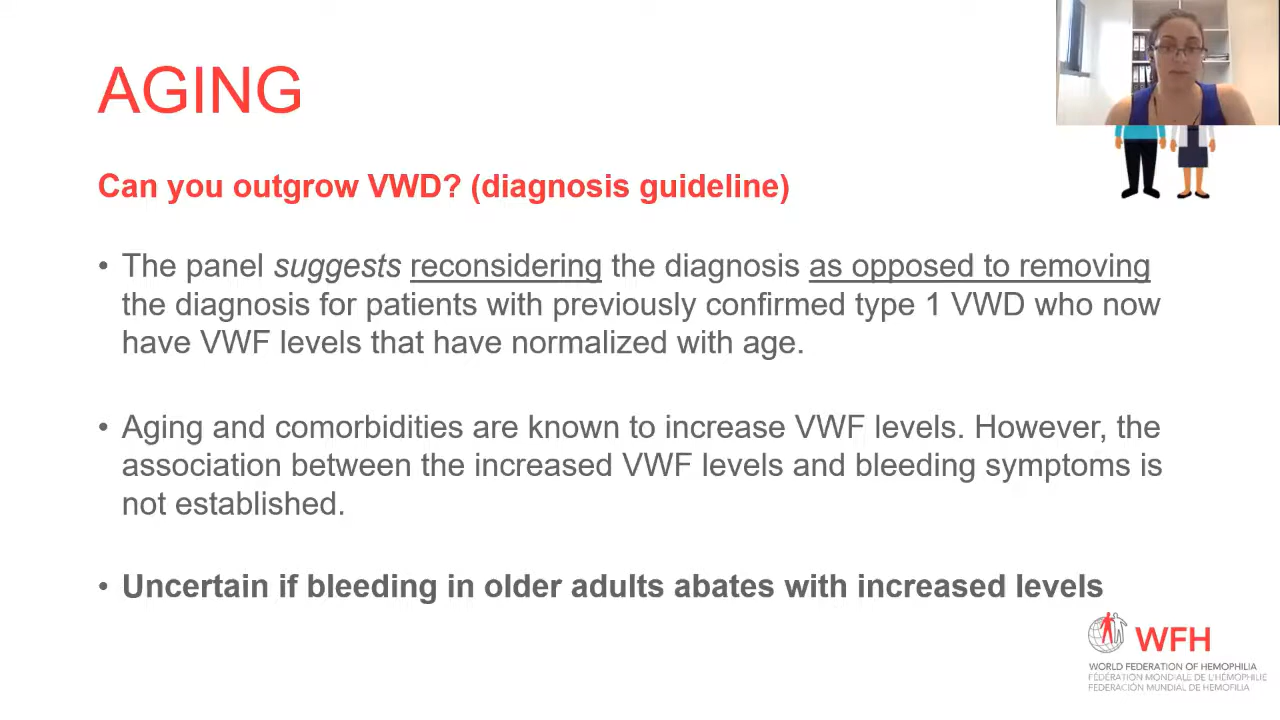 AGING
Can you outgrow VWD? (diagnosis guideline)
• The panel suggests reconsidering the diagnosis as opposed to removing
the diagnosis for patients with previously confirmed type 1 VWD who now
have VWF levels that have normalized with age.
• Aging and comorbidities are known to increase VWF levels. However, the
association between the increased VWF levels and bleeding symptoms is
not established.
• Uncertain if bleeding in older adults abates with increased levels
WFH
WORLD FEDERATION OF HEMOPHILIA
FÉDÉRATION MONDIALE DE L'HÉMOPHILIE
FEDERACIÓN MUNDIAL DE HEMOFILIA